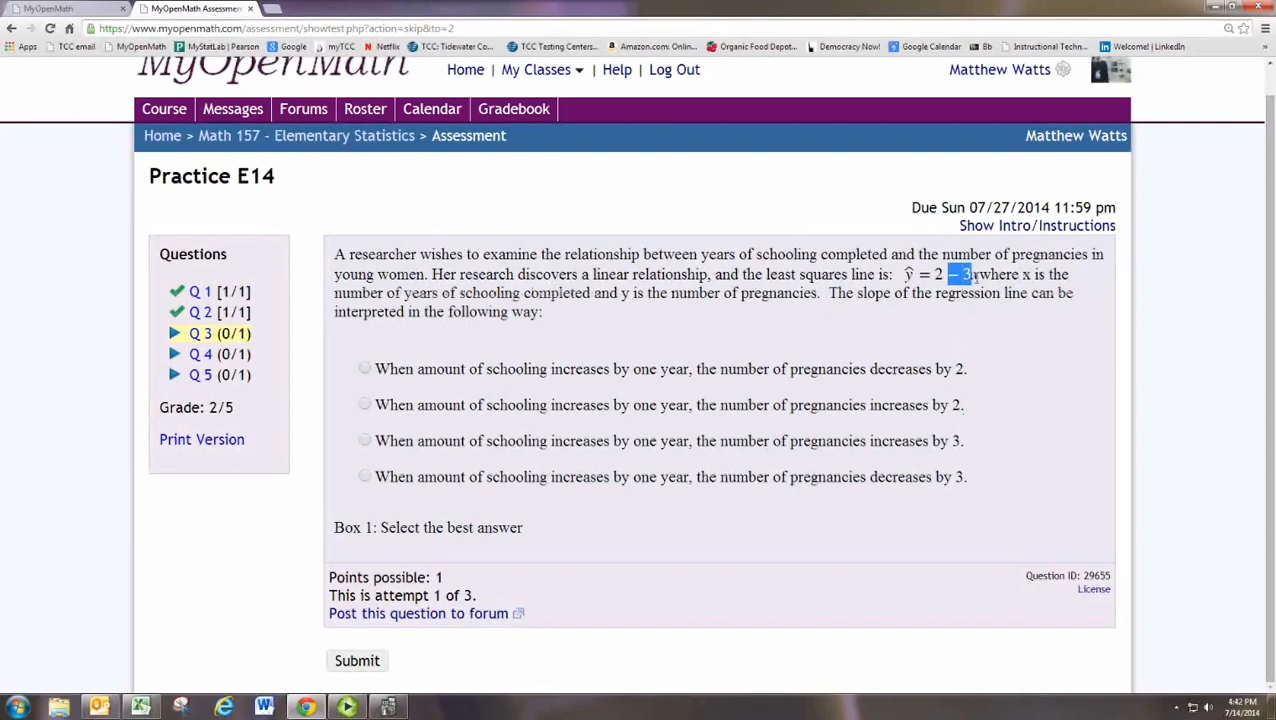 MyOpenMath
MyOpenMath Assessment
https://www.myopenmath.com/assessment/showtest.php?action=skip&to=2
Apps TCC email MyOpenMath MyStatLab | Pearson Google myTCC Netflix TCC: Tidewater Co... TCC Testing Centers... Amazon.com: Onlin... Organic Food Depot... Democracy Now! Google Calendar Bb Instructional Techn... Welcome! | LinkedIn
MyOpenMath
Home | My Classes | Help | Log Out
Matthew Watts
Course Messages Forums Roster Calendar Gradebook
Home > Math 157 - Elementary Statistics > Assessment
Matthew Watts
Practice E14
Due Sun 07/27/2014 11:59 pm
Show Intro/Instructions
Questions
Q 1 [1/1]
Q 2 [1/1]
Q 3 (0/1)
Q 4 (0/1)
Q 5 (0/1)
Grade: 2/5
Print Version
A researcher wishes to examine the relationship between years of schooling completed and the number of pregnancies in
young women. Her research discovers a linear relationship, and the least squares line is: ŷ = 2 − 3x where x is the
number of years of schooling completed and y is the number of pregnancies. The slope of the regression line can be
interpreted in the following way:
When amount of schooling increases by one year, the number of pregnancies decreases by 2.
When amount of schooling increases by one year, the number of pregnancies increases by 2.
When amount of schooling increases by one year, the number of pregnancies increases by 3.
When amount of schooling increases by one year, the number of pregnancies decreases by 3.
Box 1: Select the best answer
Points possible: 1
This is attempt 1 of 3.
Post this question to forum
Question ID: 29655
License
Submit
4:42 PM
7/14/2014